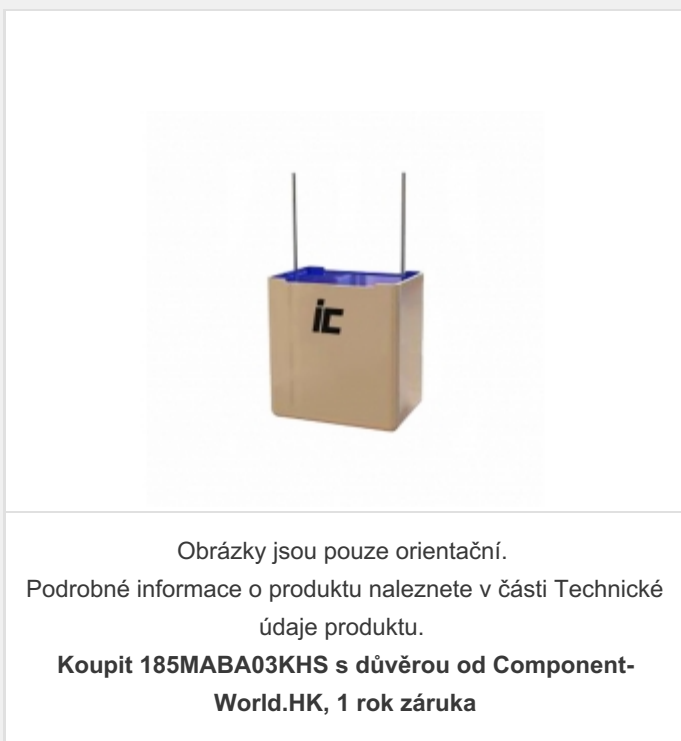 ic
Obrázky jsou pouze orientační.
Podrobné informace o produktu naleznete v části Technické
údaje produktu.
Koupit 185MABA03KHS s důvěrou od Component-
World.HK, 1 rok záruka